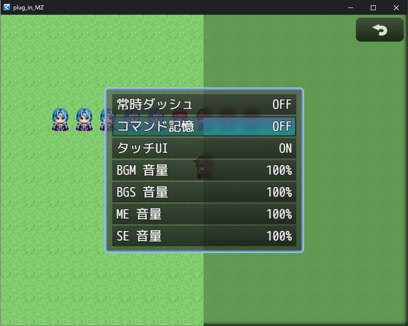 plug_in_MZ
常時ダッシュ OFF
コマンド記憶 OFF
タッチUI ON
BGM 音量 100%
BGS 音量 100%
ME 音量 100%
SE 音量 100%